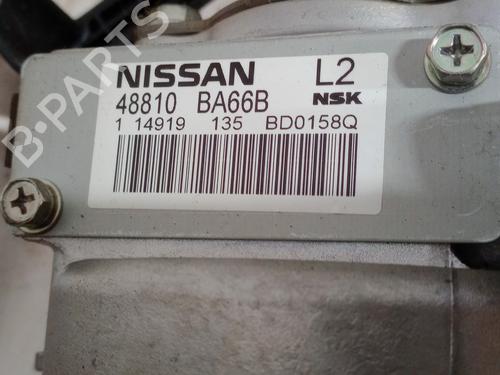 NISSAN L2
48810 BA66B NSK
1 14919 135 BD0158Q
B-PARTS